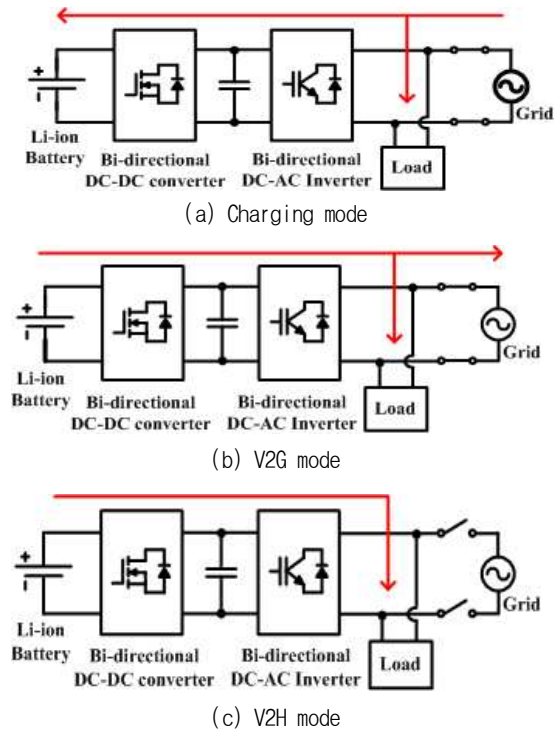 +
-
Li-ion
Battery
Bi-directional
DC-DC converter
Bi-directional
DC-AC Inverter
Load
Grid
(a) Charging mode
+
-
Li-ion
Battery
Bi-directional
DC-DC converter
Bi-directional
DC-AC Inverter
Load
Grid
(b) V2G mode
+
-
Li-ion
Battery
Bi-directional
DC-DC converter
Bi-directional
DC-AC Inverter
Load
Grid
(c) V2H mode